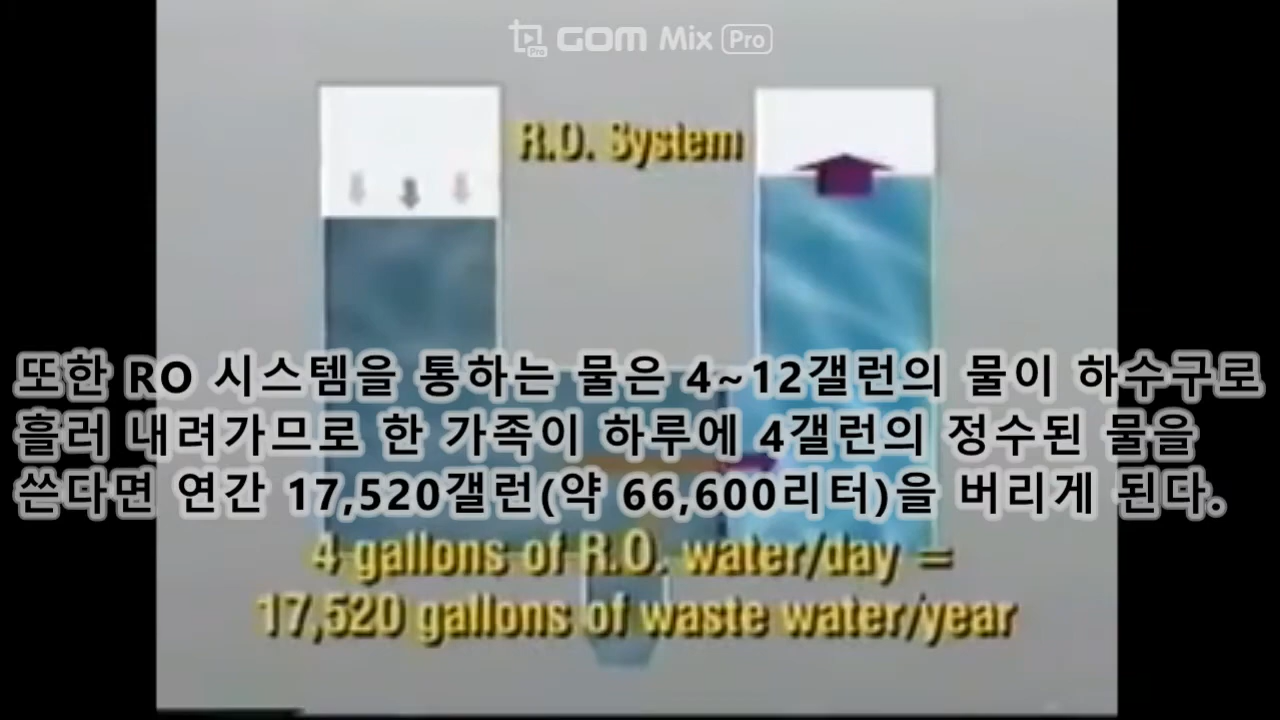 GOM Mix Pro
Pro
R.O. System
또한 RO 시스템을 통하는 물은 4~12갤런의 물이 하수구로
흘러 내려가므로 한 가족이 하루에 4갤런의 정수된 물을
쓴다면 연간 17,520갤런(약 66,600리터)을 버리게 된다.
4 gallons of R.O. water/day =
17,520 gallons of waste water/year